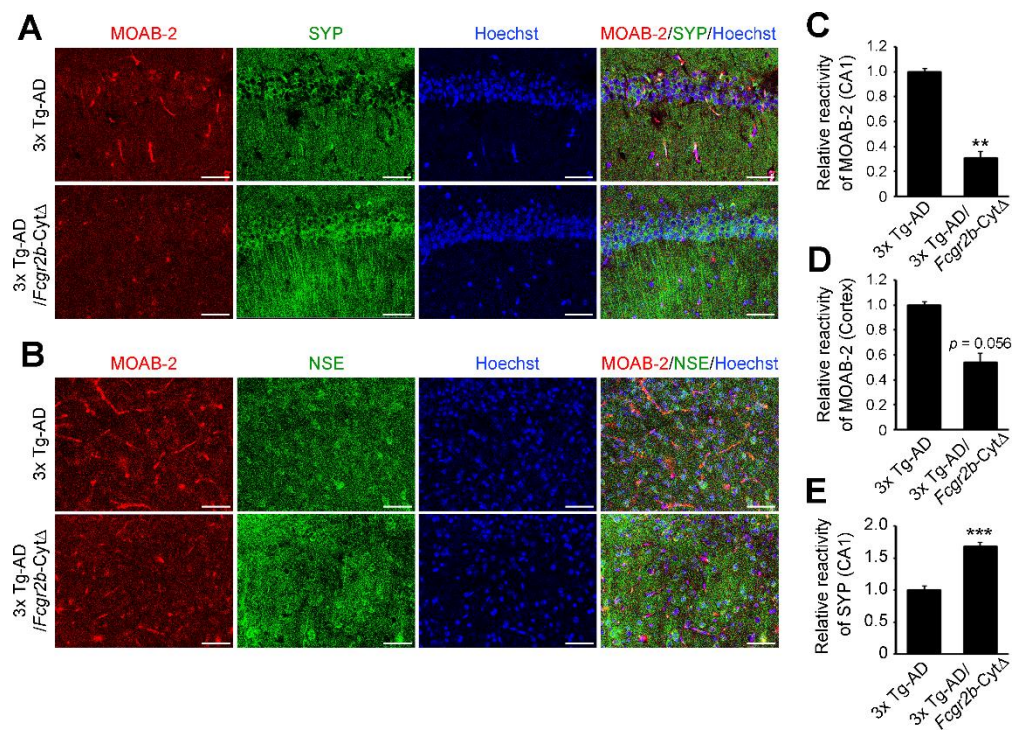 A
MOAB-2 SYP Hoechst MOAB-2/SYP/Hoechst
3x Tg-AD
3x Tg-AD
/Fcgr2b-CytΔ
B
MOAB-2 NSE Hoechst MOAB-2/NSE/Hoechst
3x Tg-AD
3x Tg-AD
/Fcgr2b-CytΔ
C
Relative reactivity
of MOAB-2 (CA1)
1.2
1.0
0.8
0.6
0.4
0.2
0
**
3x Tg-AD
3x Tg-AD/
Fcgr2b-CytΔ
D
Relative reactivity
of MOAB-2 (Cortex)
1.2
1.0
0.8
0.6
0.4
0.2
0
p = 0.056
3x Tg-AD
3x Tg-AD/
Fcgr2b-CytΔ
E
Relative reactivity
of SYP (CA1)
2.0
1.5
1.0
0.5
0
***
3x Tg-AD
3x Tg-AD/
Fcgr2b-CytΔ